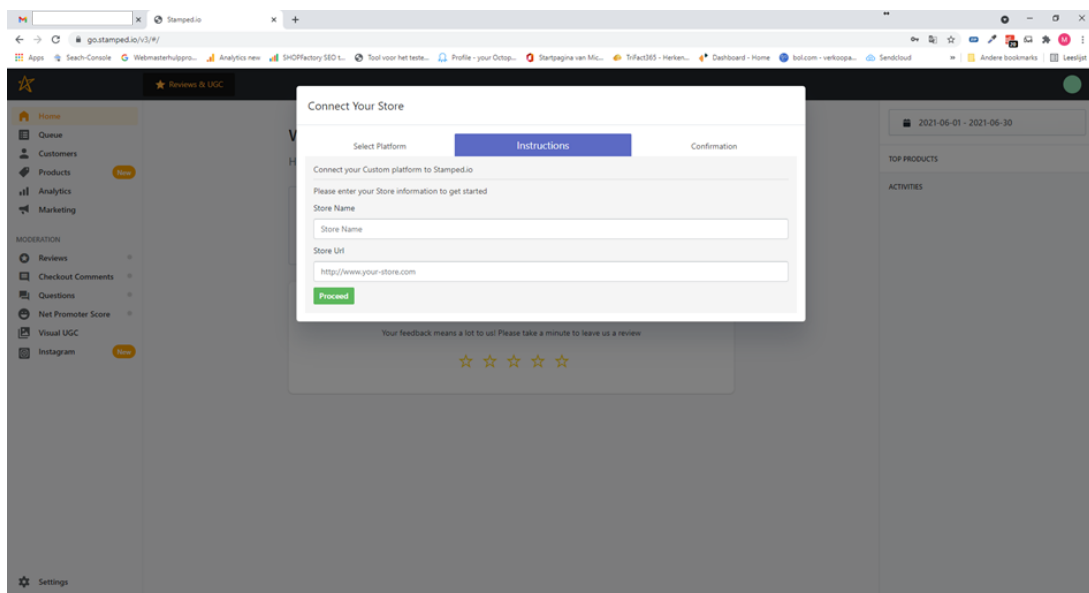 Stamped.io
go.stamped.io/v3/#/
Apps Seach-Console Webmasterhulppro... Analytics new SHOPFactory SEO t... Tool voor het teste... Profile - your Octop... Startpagina van Mic... TriFact365 - Herken... Dashboard - Home bol.com - verkoopa... Sendcloud » Andere bookmarks Leeslijst
Reviews & UGC
Connect Your Store
Home
Queue
Customers
Products New
Analytics
Marketing
MODERATION
Reviews
Checkout Comments
Questions
Net Promoter Score
Visual UGC
Instagram New
Settings
Select Platform Instructions Confirmation
Connect your Custom platform to Stamped.io
Please enter your Store information to get started
Store Name
Store Name
Store Url
http://www.your-store.com
Proceed
Your feedback means a lot to us! Please take a minute to leave us a review
2021-06-01 - 2021-06-30
TOP PRODUCTS
ACTIVITIES